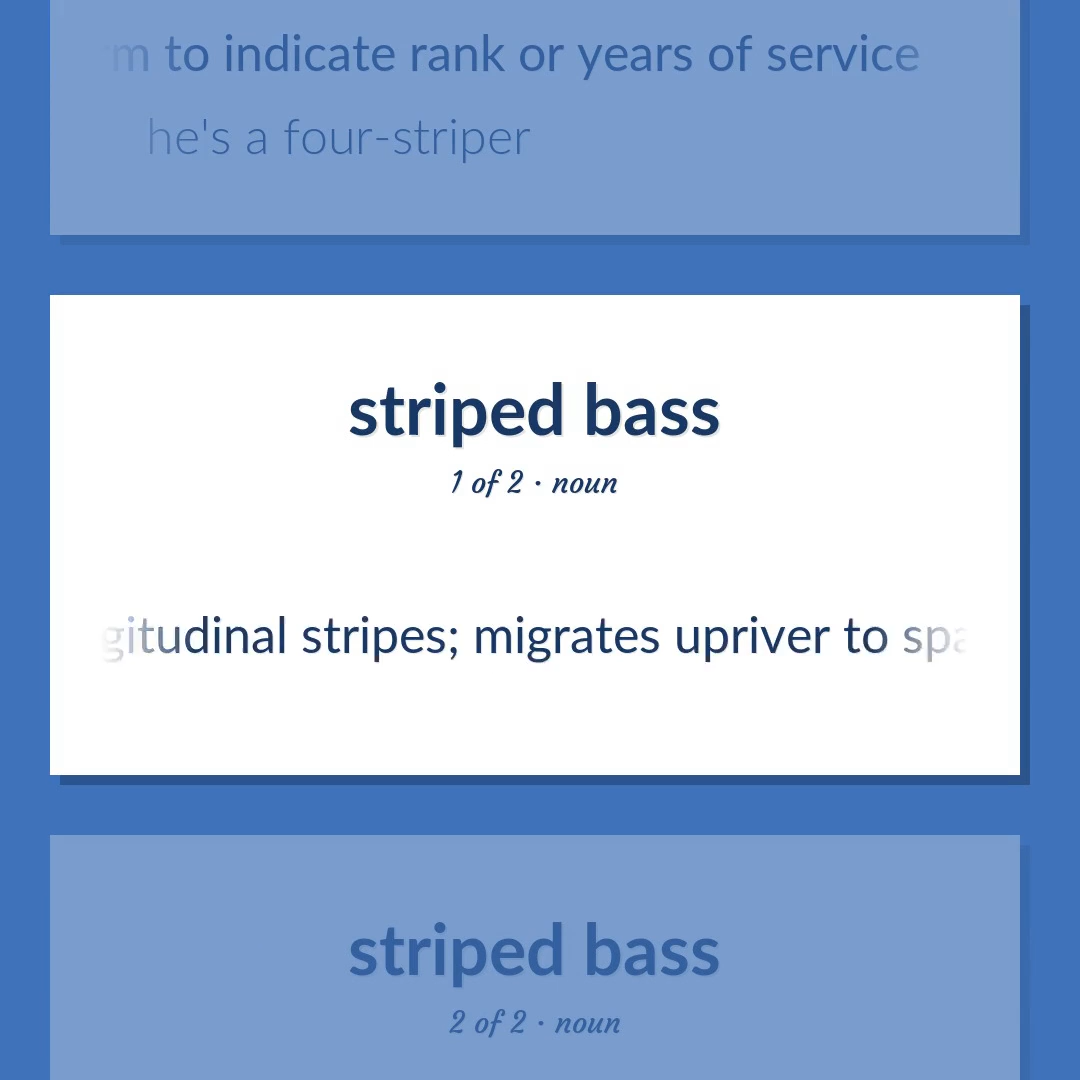 to indicate rank or years of service
he's a four-striper
striped bass
1 of 2 · noun
gitudinal stripes; migrates upriver to
striped bass
2 of 2 · noun